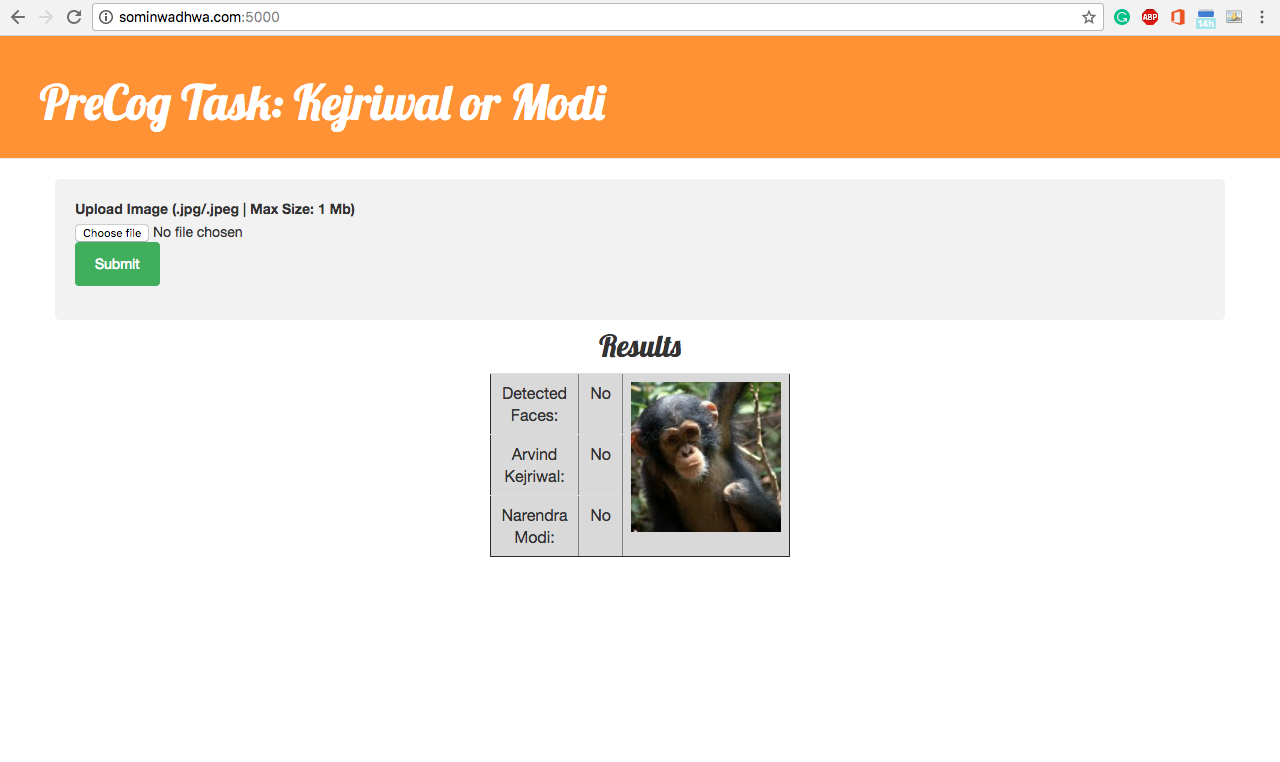 sominwadhwa.com:5000
ABP
14h
PreCog Task: Kejriwal or Modi
Upload Image (.jpg/.jpeg | Max Size: 1 Mb)
Choose file No file chosen
Submit
Results
Detected
Faces:
No
Arvind
Kejriwal:
No
Narendra
Modi:
No